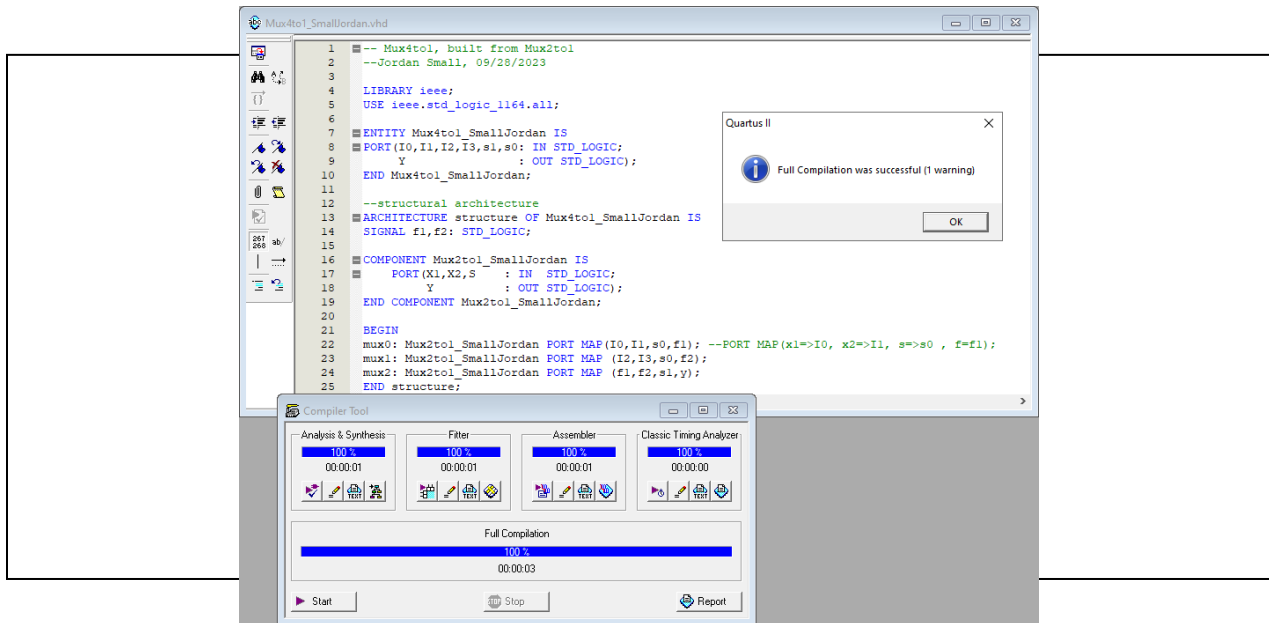 Mux4to1_SmallJordan.vhd
1 -- Mux4to1, built from Mux2to1
2 --Jordan Small, 09/28/2023
3
4 LIBRARY ieee;
5 USE ieee.std_logic_1164.all;
6
7 ENTITY Mux4to1_SmallJordan IS
8 PORT(I0,I1,I2,I3,s1,s0: IN STD_LOGIC;
9 Y : OUT STD_LOGIC);
10 END Mux4to1_SmallJordan;
11
12 --structural architecture
13 ARCHITECTURE structure OF Mux4to1_SmallJordan IS
14 SIGNAL f1,f2: STD_LOGIC;
15
16 COMPONENT Mux2to1_SmallJordan IS
17 PORT(X1,X2,S : IN STD_LOGIC;
18 Y : OUT STD_LOGIC);
19 END COMPONENT Mux2to1_SmallJordan;
20
21 BEGIN
22 mux0: Mux2to1_SmallJordan PORT MAP(I0,I1,s0,f1); --PORT MAP(x1=>I0, x2=>I1, s=>s0 , f=f1);
23 mux1: Mux2to1_SmallJordan PORT MAP (I2,I3,s0,f2);
24 mux2: Mux2to1_SmallJordan PORT MAP (f1,f2,s1,y);
25 END structure;
267
268 ab/
Quartus II
Full Compilation was successful (1 warning)
OK
Compiler Tool
Analysis & Synthesis
100 %
00:00:01
Fitter
100 %
00:00:01
Assembler
100 %
00:00:01
Classic Timing Analyzer
100 %
00:00:00
Full Compilation
100 %
00:00:03
Start
Stop
Report